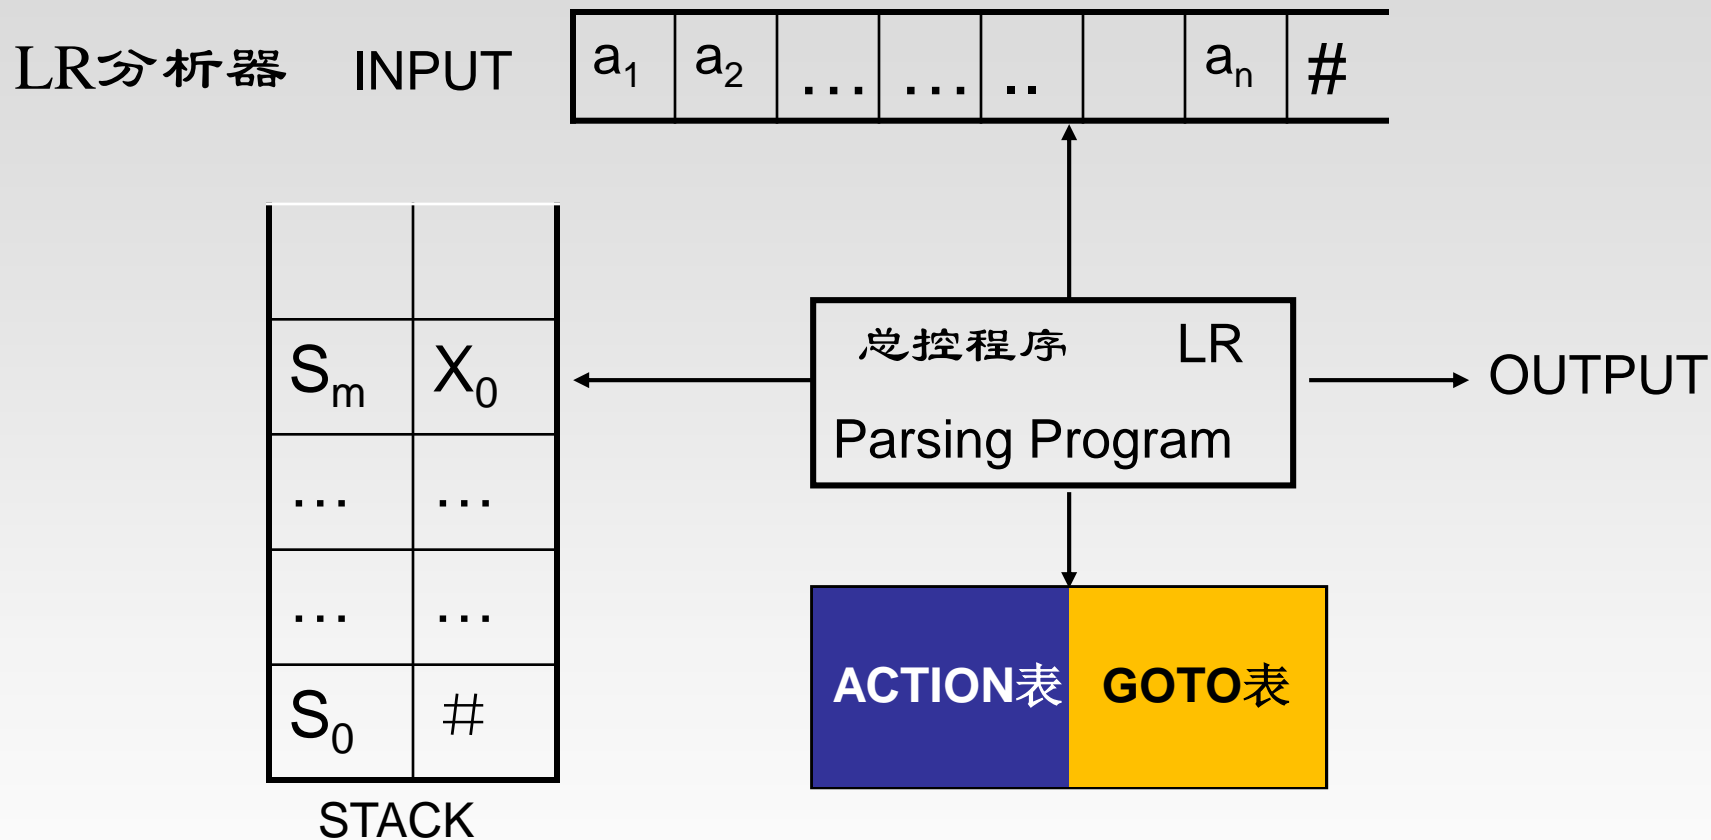 LR分析器 INPUT a1 a2 ... ... .. an #
Sm X0
... ...
... ...
S0 #
STACK
总控程序 LR
Parsing Program
OUTPUT
ACTION表 GOTO表